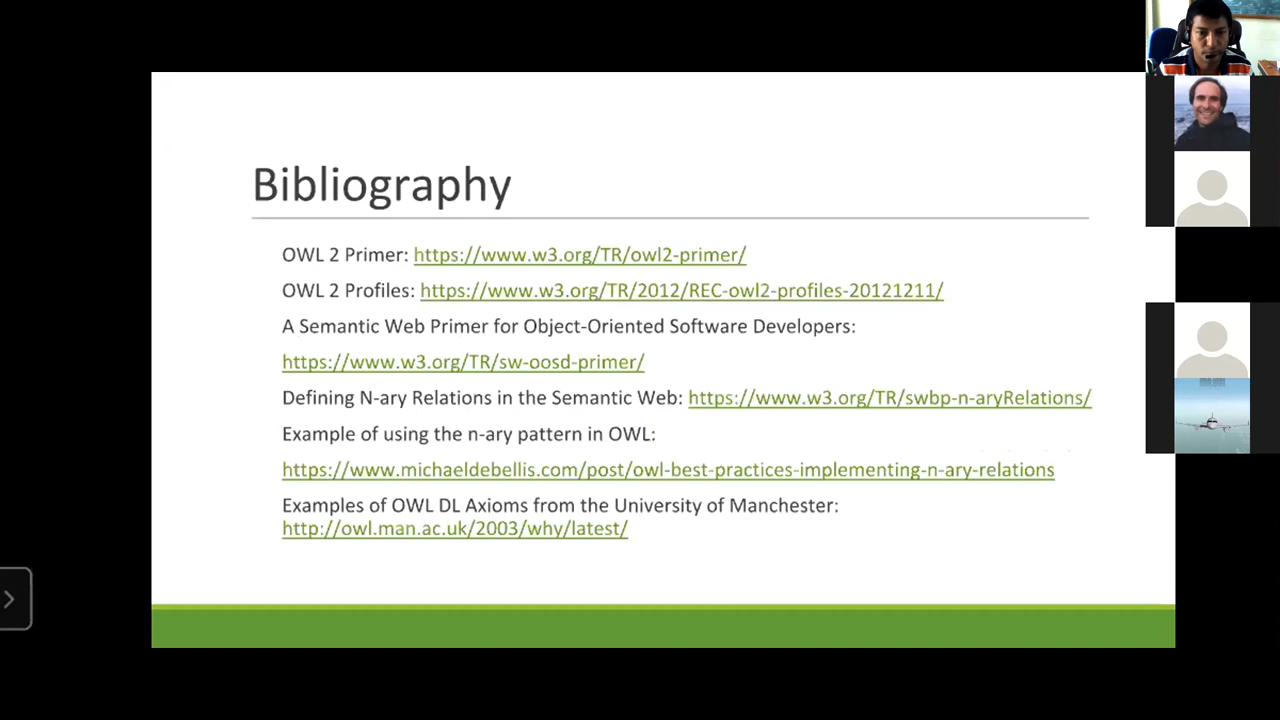 Bibliography
OWL 2 Primer: https://www.w3.org/TR/owl2-primer/
OWL 2 Profiles: https://www.w3.org/TR/2012/REC-owl2-profiles-20121211/
A Semantic Web Primer for Object-Oriented Software Developers:
https://www.w3.org/TR/sw-oosd-primer/
Defining N-ary Relations in the Semantic Web: https://www.w3.org/TR/swbp-n-aryRelations/
Example of using the n-ary pattern in OWL:
https://www.michaeldebellis.com/post/owl-best-practices-implementing-n-ary-relations
Examples of OWL DL Axioms from the University of Manchester:
http://owl.man.ac.uk/2003/why/latest/